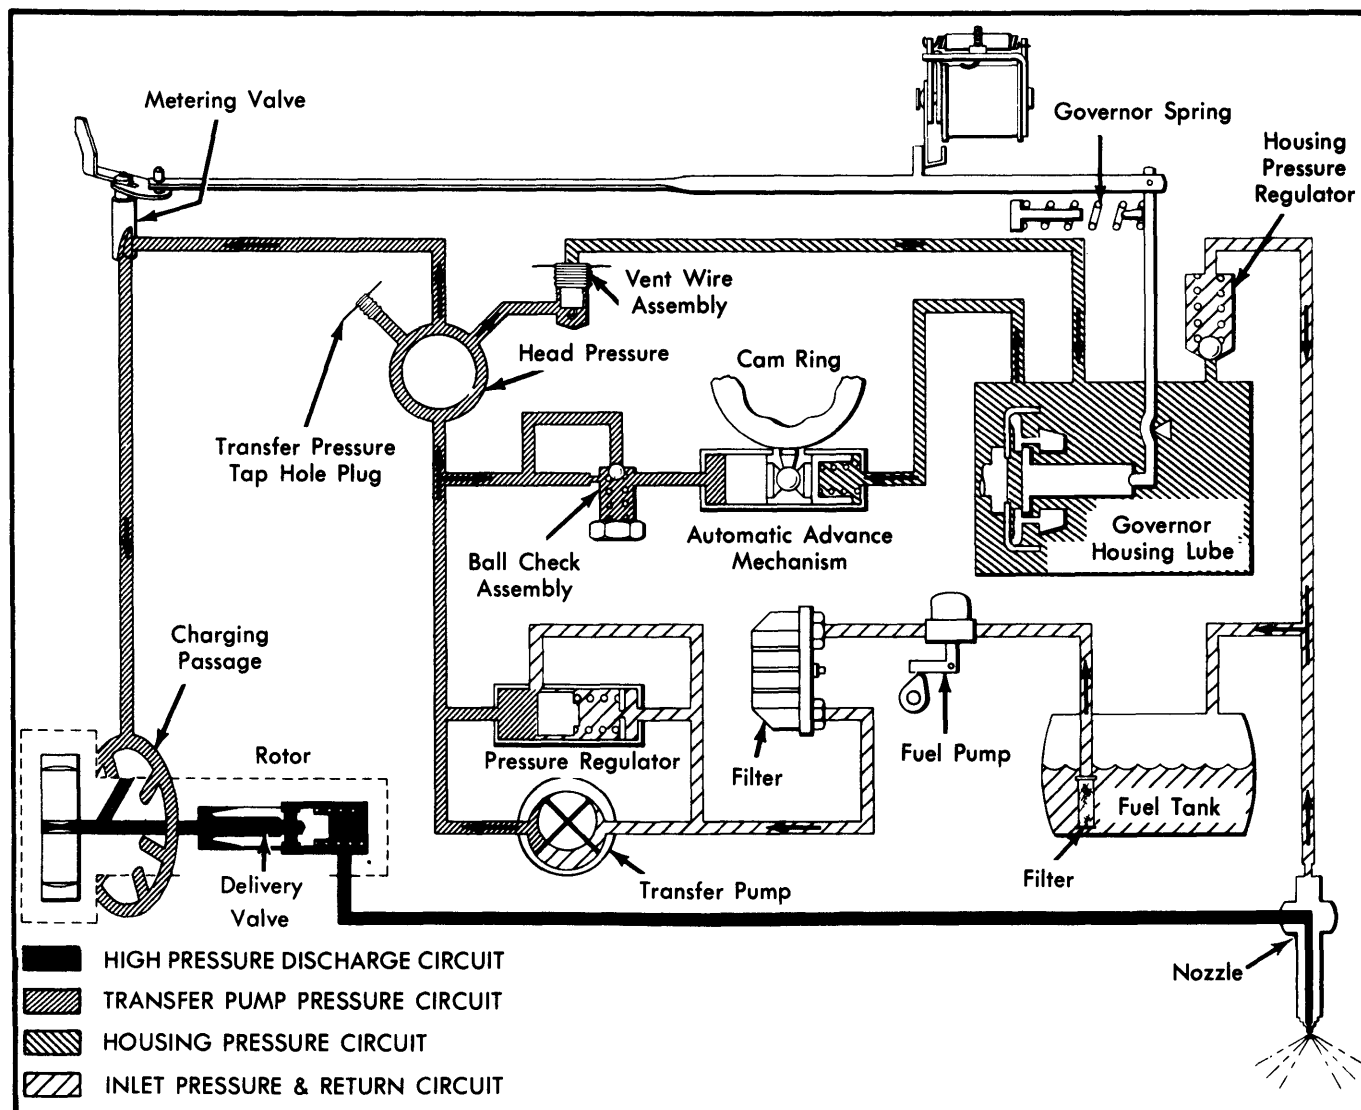 Metering Valve
Governor Spring
Housing
Pressure
Regulator
Vent Wire
Assembly
Head Pressure
Cam Ring
Transfer Pressure
Tap Hole Plug
Ball Check
Assembly
Automatic Advance
Mechanism
Governor
Housing Lube
Charging
Passage
Rotor
Pressure Regulator
Filter
Fuel Pump
Fuel Tank
Delivery
Valve
Transfer Pump
Filter
Nozzle
HIGH PRESSURE DISCHARGE CIRCUIT
TRANSFER PUMP PRESSURE CIRCUIT
HOUSING PRESSURE CIRCUIT
INLET PRESSURE & RETURN CIRCUIT